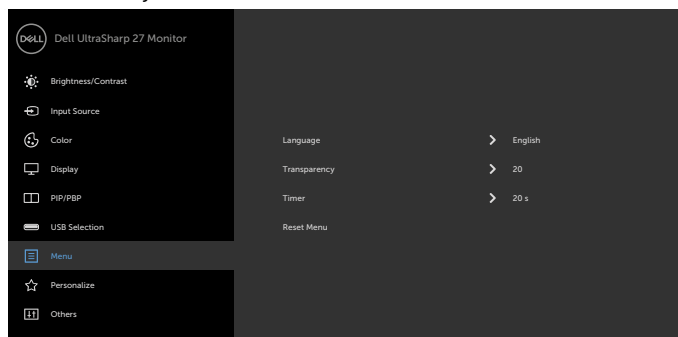 DELL Dell UltraSharp 27 Monitor
Brightness/Contrast
Input Source
Color
Display
PIP/PBP
USB Selection
Menu
Personalize
Others
Language English
Transparency 20
Timer 20 s
Reset Menu